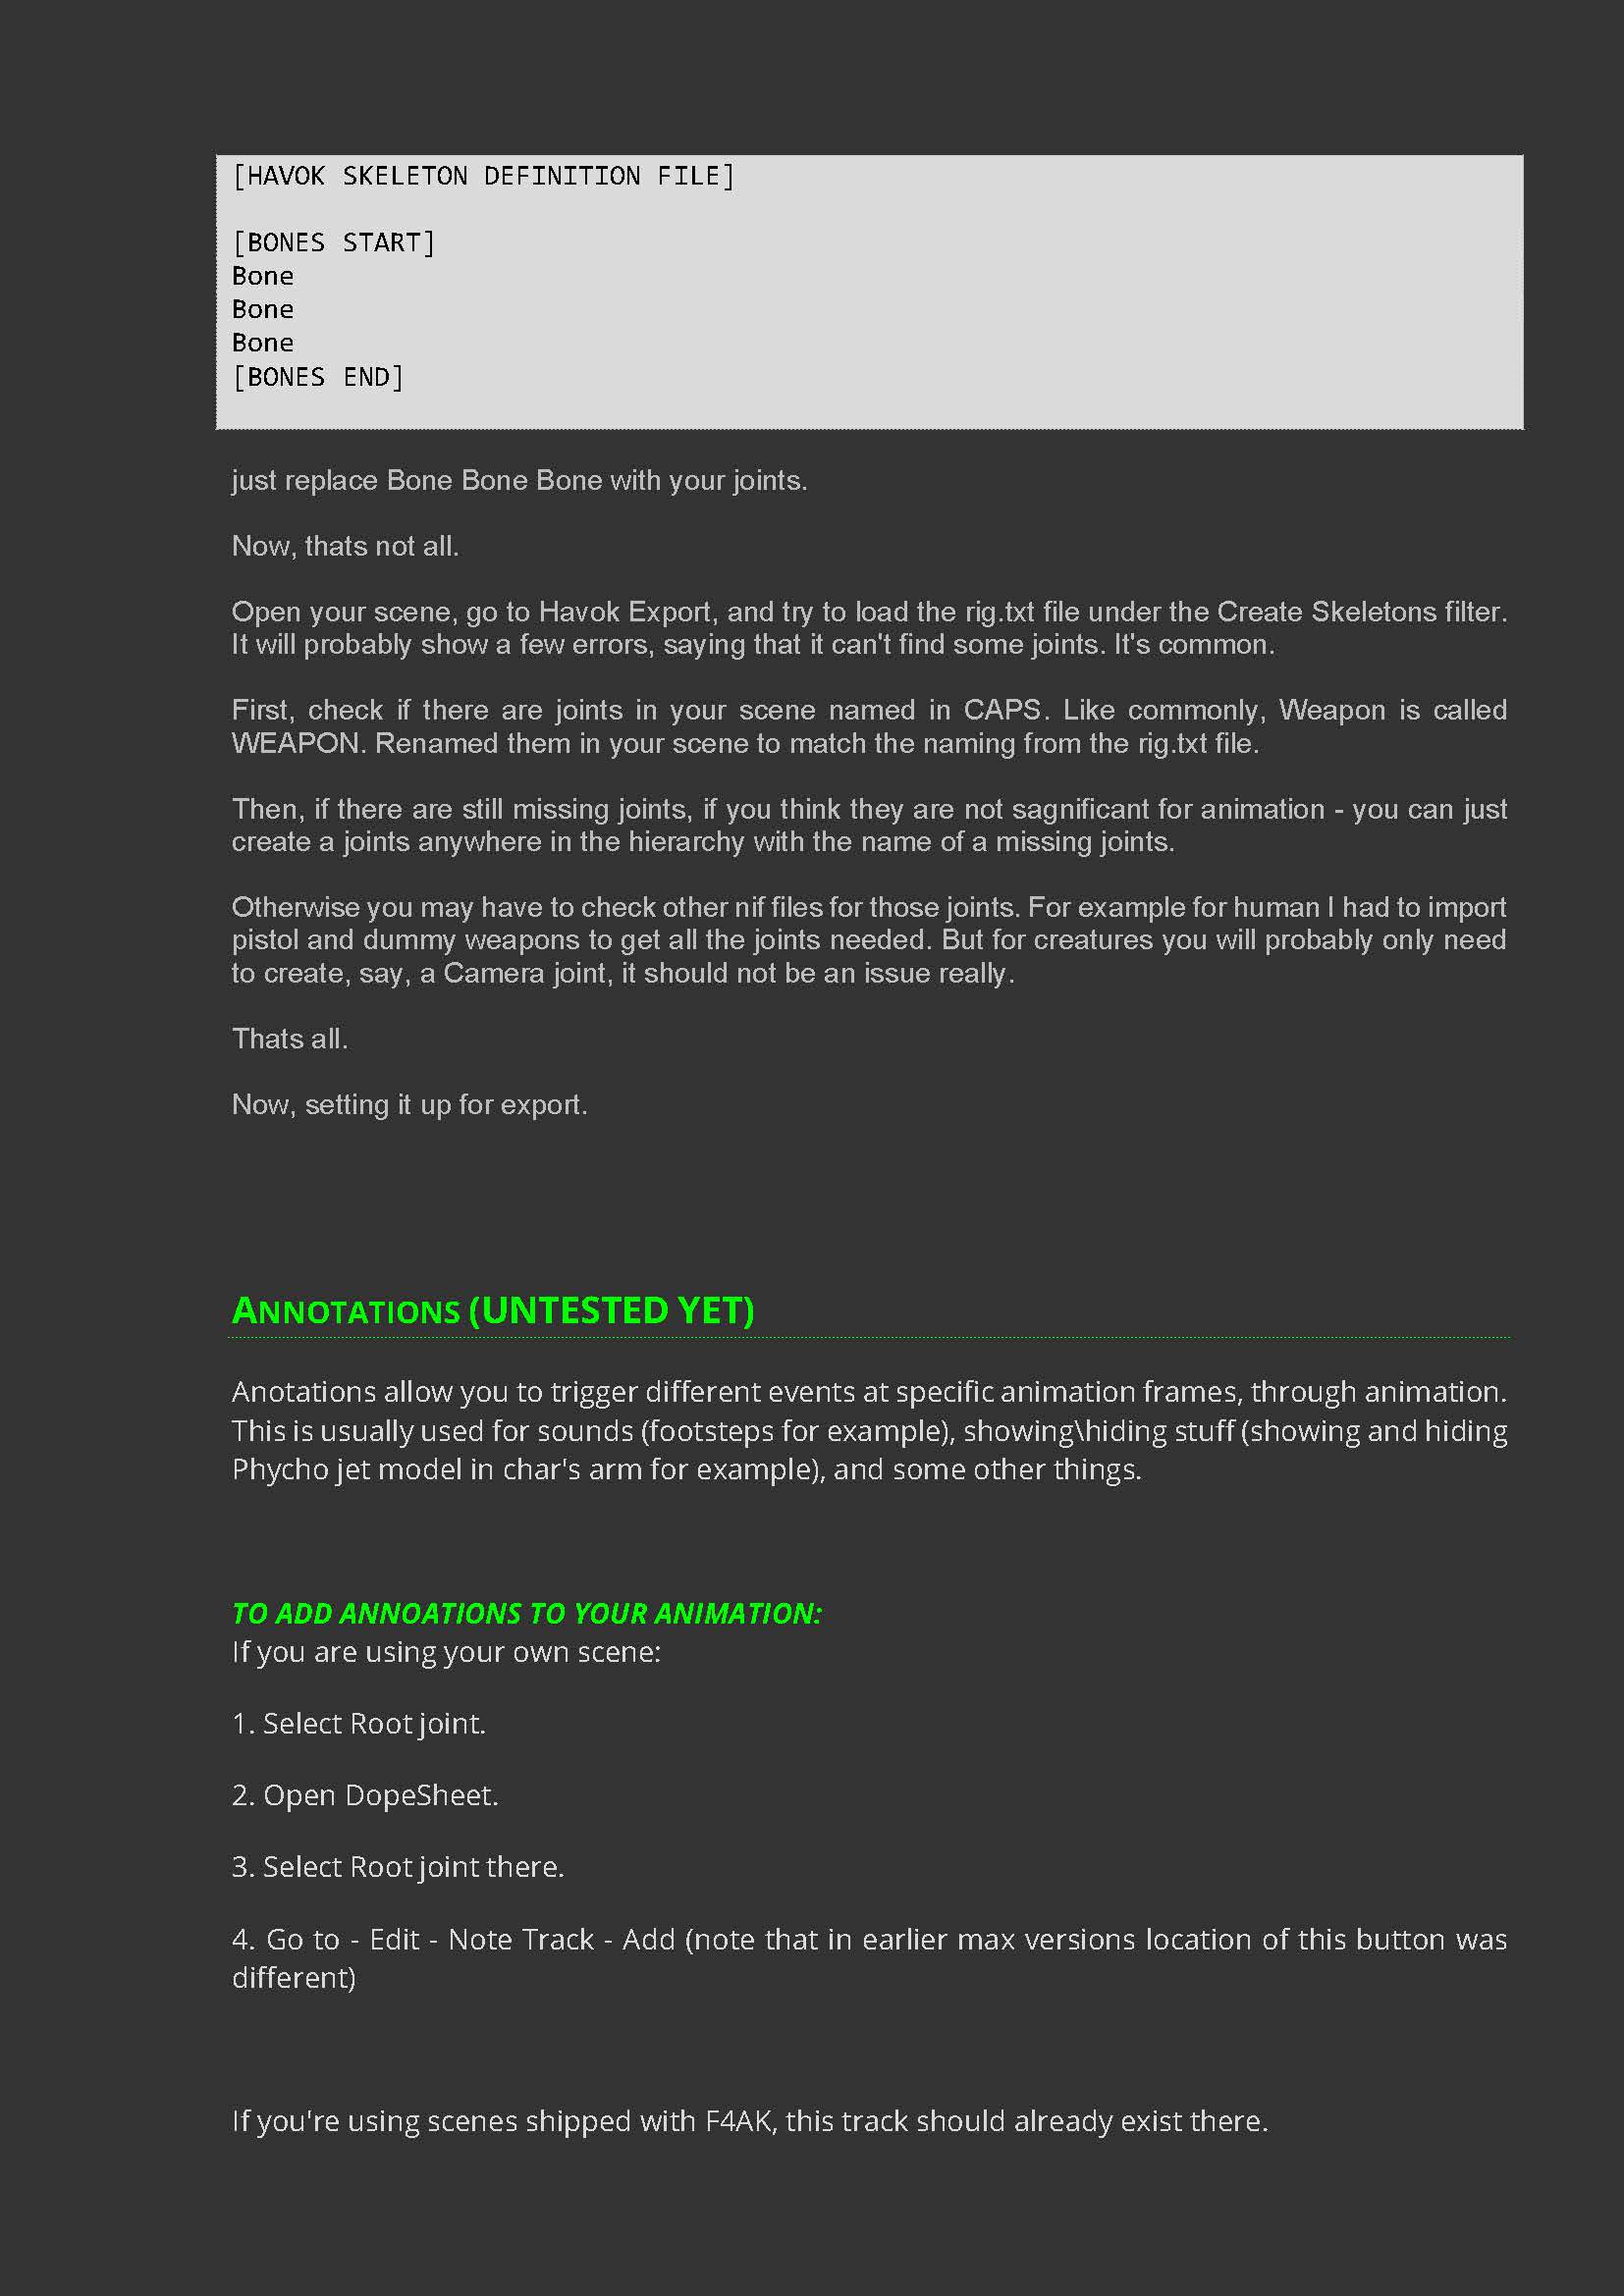 [HAVOK SKELETON DEFINITION FILE]
[BONES START]
Bone
Bone
Bone
[BONES END]
just replace Bone Bone Bone with your joints.
Now, thats not all.
Open your scene, go to Havok Export, and try to load the rig.txt file under the Create Skeletons filter.
It will probably show a few errors, saying that it can't find some joints. It's common.
First, check if there are joints in your scene named in CAPS. Like commonly, Weapon is called
WEAPON. Renamed them in your scene to match the naming from the rig.txt file.
Then, if there are still missing joints, if you think they are not sagnificant for animation - you can just
create a joints anywhere in the hierarchy with the name of a missing joints.
Otherwise you may have to check other nif files for those joints. For example for human I had to import
pistol and dummy weapons to get all the joints needed. But for creatures you will probably only need
to create, say, a Camera joint, it should not be an issue really.
Thats all.
Now, setting it up for export.
ANNOTATIONS (UNTESTED YET)
Anotations allow you to trigger different events at specific animation frames, through animation.
This is usually used for sounds (footsteps for example), showing\hiding stuff (showing and hiding
Phycho jet model in char's arm for example), and some other things.
TO ADD ANNOATIONS TO YOUR ANIMATION:
If you are using your own scene:
1. Select Root joint.
2. Open DopeSheet.
3. Select Root joint there.
4. Go to - Edit - Note Track - Add (note that in earlier max versions location of this button was
different)
If you're using scenes shipped with F4AK, this track should already exist there.